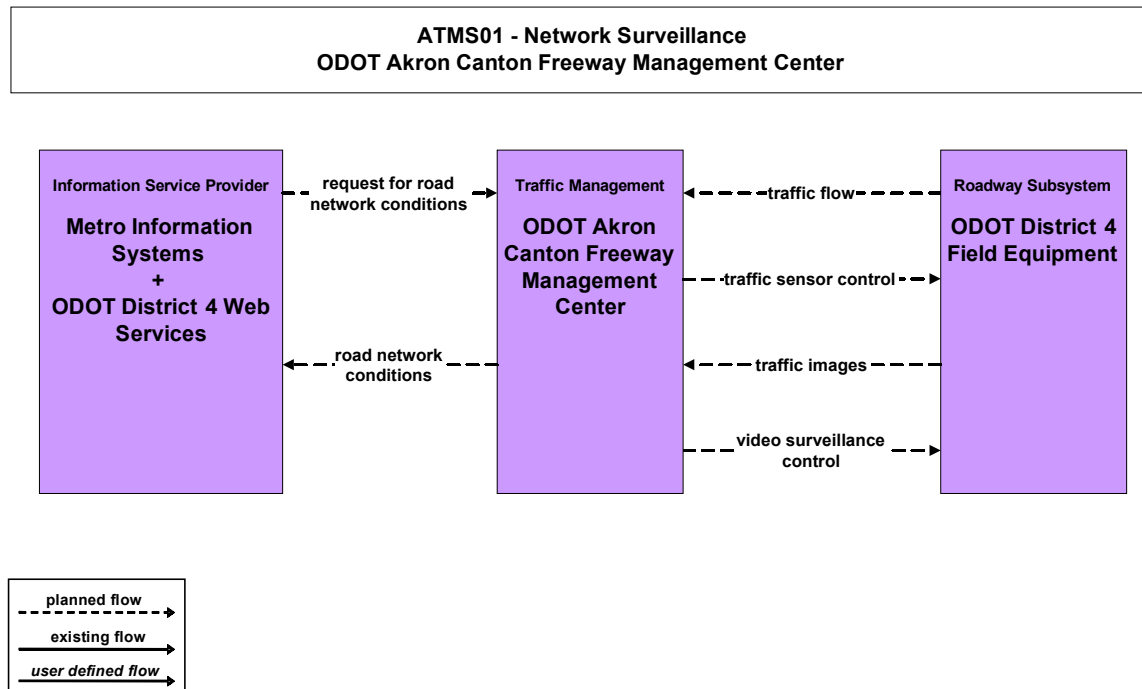 ATMS01 - Network Surveillance
ODOT Akron Canton Freeway Management Center
Information Service Provider
Metro Information
Systems
+
ODOT District 4 Web
Services
request for road
network conditions
road network
conditions
Traffic Management
ODOT Akron
Canton Freeway
Management
Center
traffic flow
traffic sensor control
traffic images
video surveillance
control
Roadway Subsystem
ODOT District 4
Field Equipment
planned flow
existing flow
user defined flow